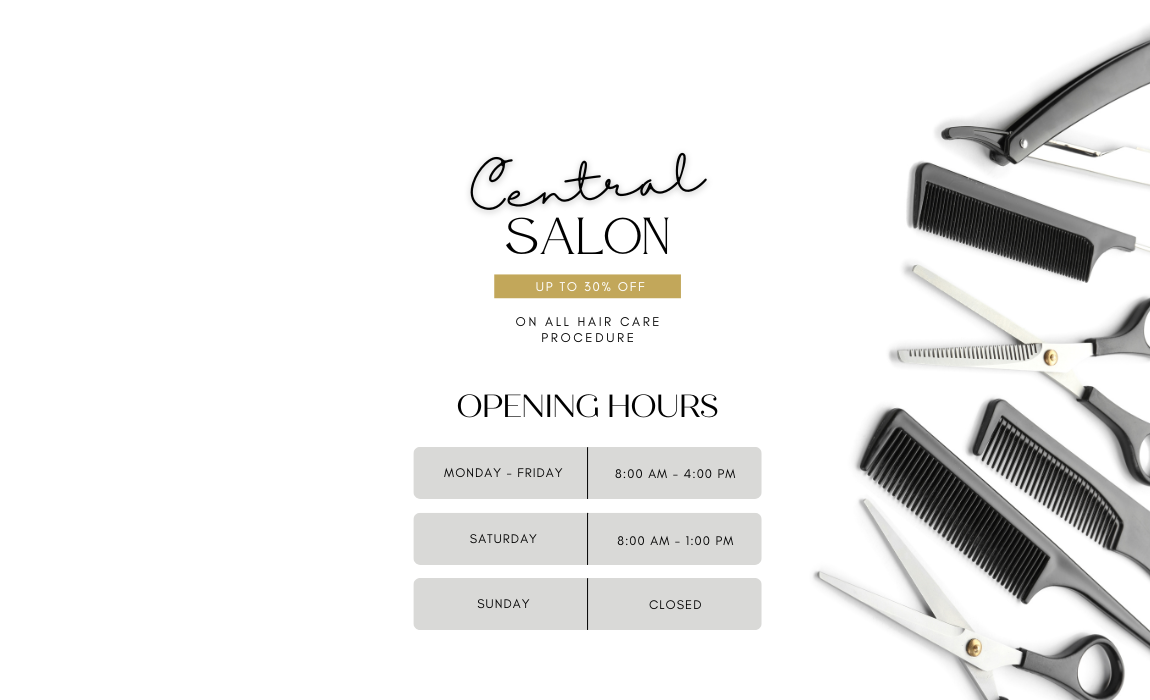 Central
SALON
UP TO 30% OFF
ON ALL HAIR CARE
PROCEDURE
OPENING HOURS
MONDAY - FRIDAY
8:00 AM - 4:00 PM
SATURDAY
8:00 AM - 1:00 PM
SUNDAY
CLOSED